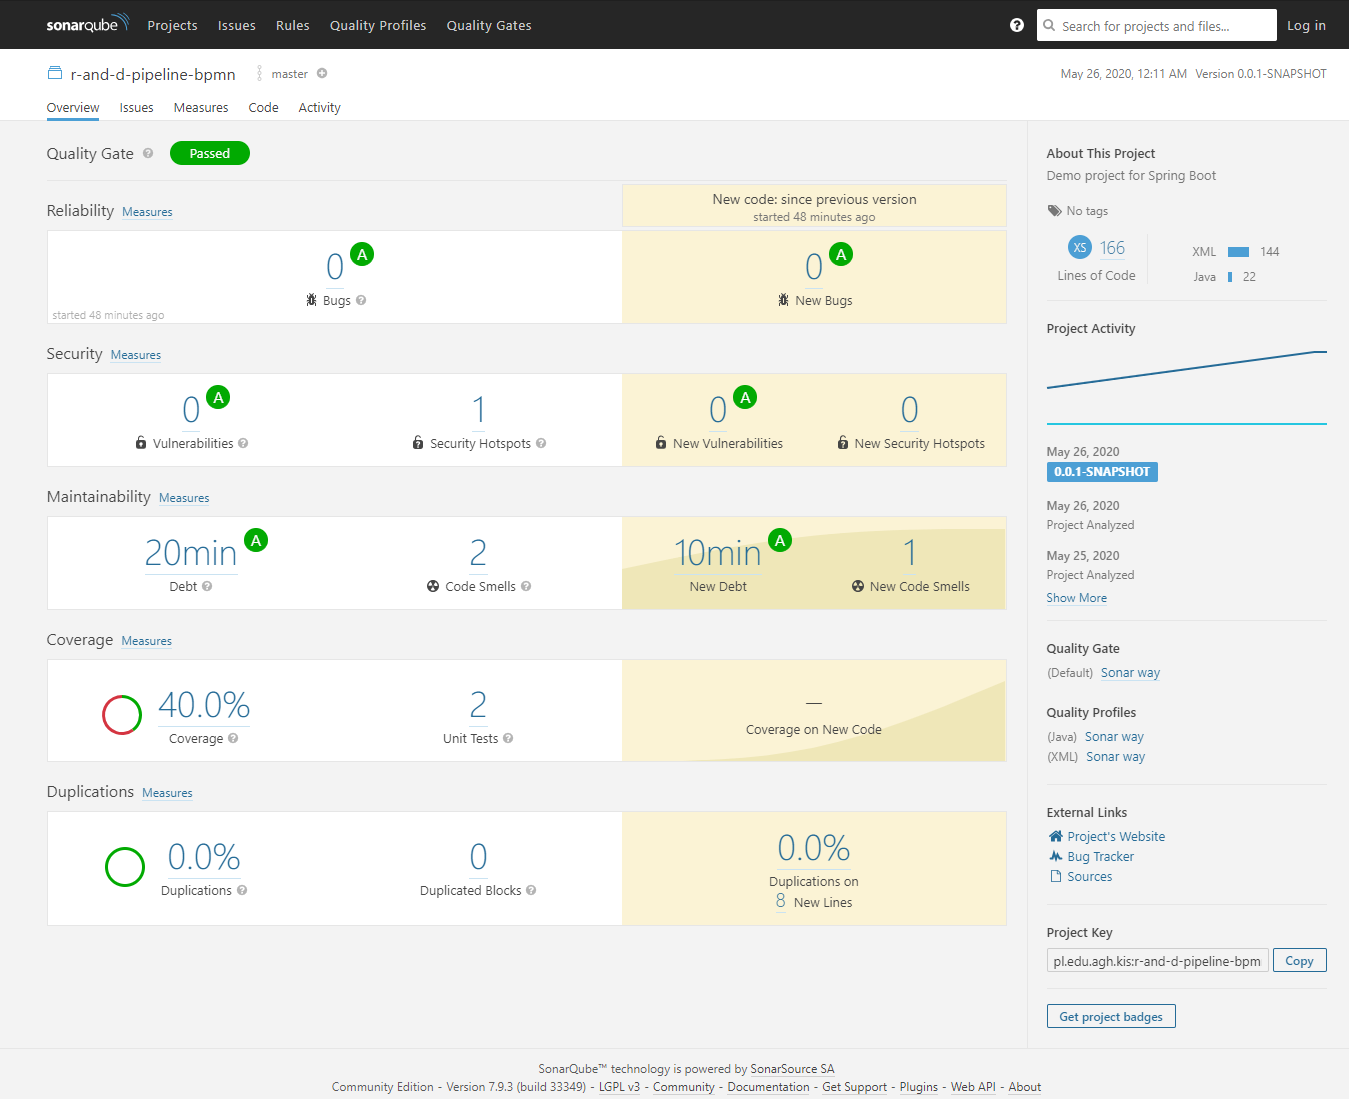 sonarqube Projects Issues Rules Quality Profiles Quality Gates ? Search for projects and files... Log in
r-and-d-pipeline-bpmn master May 26, 2020, 12:11 AM Version 0.0.1-SNAPSHOT
Overview Issues Measures Code Activity
Quality Gate ? Passed
New code: since previous version
started 48 minutes ago
Reliability Measures
0 A
Bugs ?
started 48 minutes ago
0 A
New Bugs
Security Measures
0 A
Vulnerabilities ?
1
Security Hotspots ?
0 A
New Vulnerabilities
0
New Security Hotspots
Maintainability Measures
20min A
Debt ?
2
Code Smells ?
10min A
New Debt
1
New Code Smells
Coverage Measures
40.0%
Coverage ?
2
Unit Tests ?
—
Coverage on New Code
Duplications Measures
0.0%
Duplications ?
0
Duplicated Blocks ?
0.0%
Duplications on
8 New Lines
About This Project
Demo project for Spring Boot
No tags
XS 166
Lines of Code
XML 144
Java 22
Project Activity
May 26, 2020
0.0.1-SNAPSHOT
May 26, 2020
Project Analyzed
May 25, 2020
Project Analyzed
Show More
Quality Gate
(Default) Sonar way
Quality Profiles
(Java) Sonar way
(XML) Sonar way
External Links
Project's Website
Bug Tracker
Sources
Project Key
pl.edu.agh.kis:r-and-d-pipeline-bpm Copy
Get project badges
SonarQube™ technology is powered by SonarSource SA
Community Edition - Version 7.9.3 (build 33349) - LGPL v3 - Community - Documentation - Get Support - Plugins - Web API - About